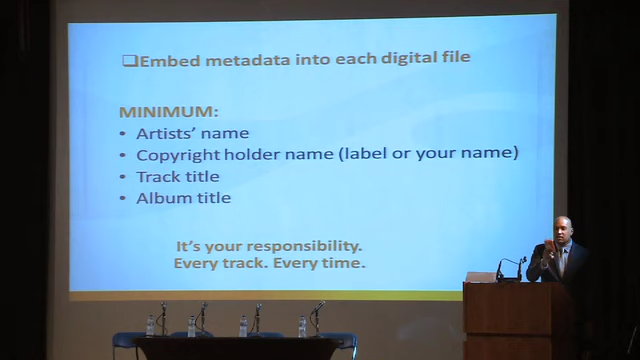 ❑Embed metadata into each digital file
MINIMUM:
• Artists' name
• Copyright holder name (label or your name)
• Track title
• Album title
It's your responsibility.
Every track. Every time.